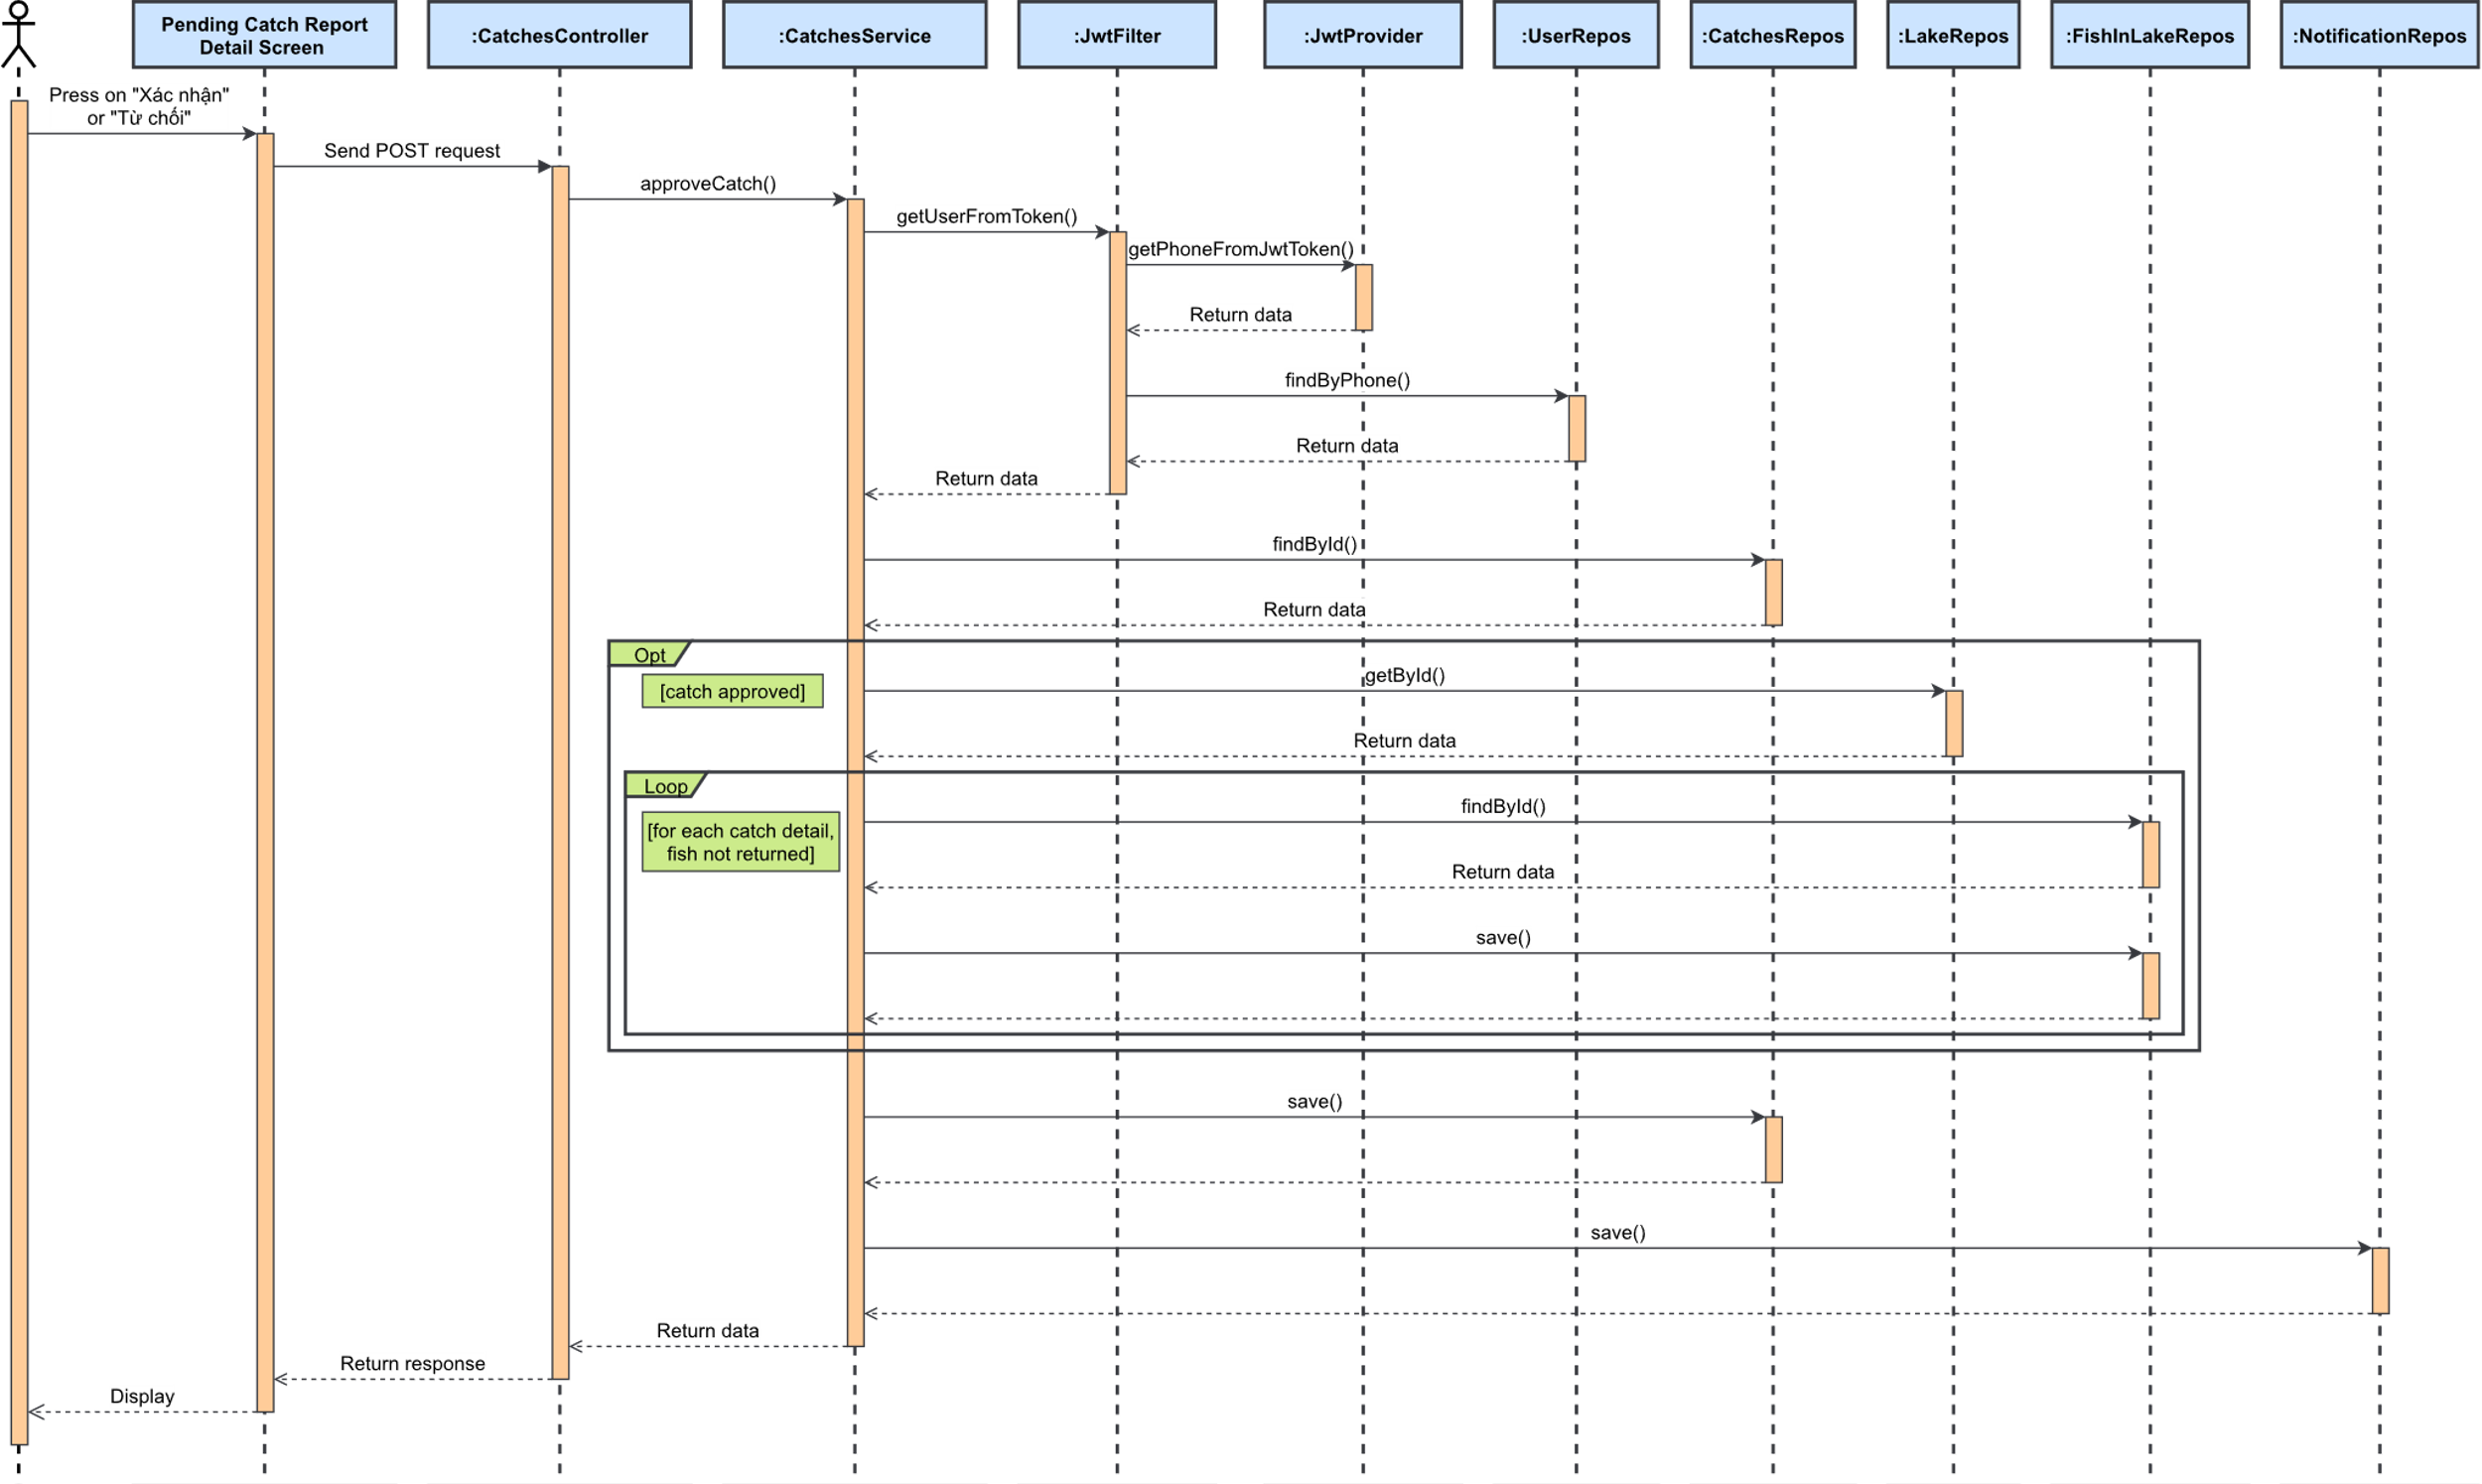 Pending Catch Report
Detail Screen
:CatchesController
:CatchesService
:JwtFilter
:JwtProvider
:UserRepos
:CatchesRepos
:LakeRepos
:FishInLakeRepos
:NotificationRepos
Press on "Xác nhận"
or "Từ chối"
Send POST request
approveCatch()
getUserFromToken()
getPhoneFromJwtToken()
Return data
findByPhone()
Return data
Return data
findById()
Return data
Opt
[catch approved]
getById()
Return data
Loop
[for each catch detail,
fish not returned]
findById()
Return data
save()
save()
save()
Return data
Return response
Display